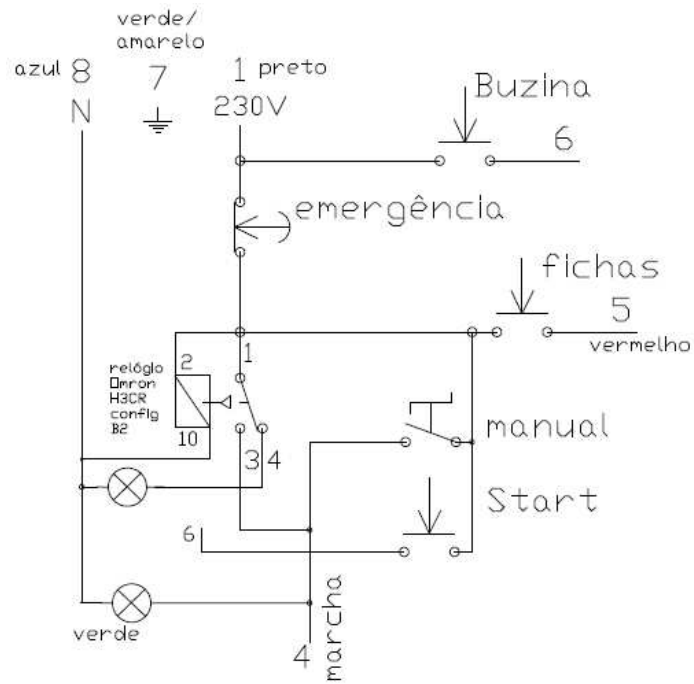 verde/
amarelo
azul 8
7
1 preto
N
230V
Buzina
6
emergência
fichas
5
vermelho
2
1
relógio
Omron
H3CR
config
B2
10
3 4
manual
Start
6
verde
marcha
4